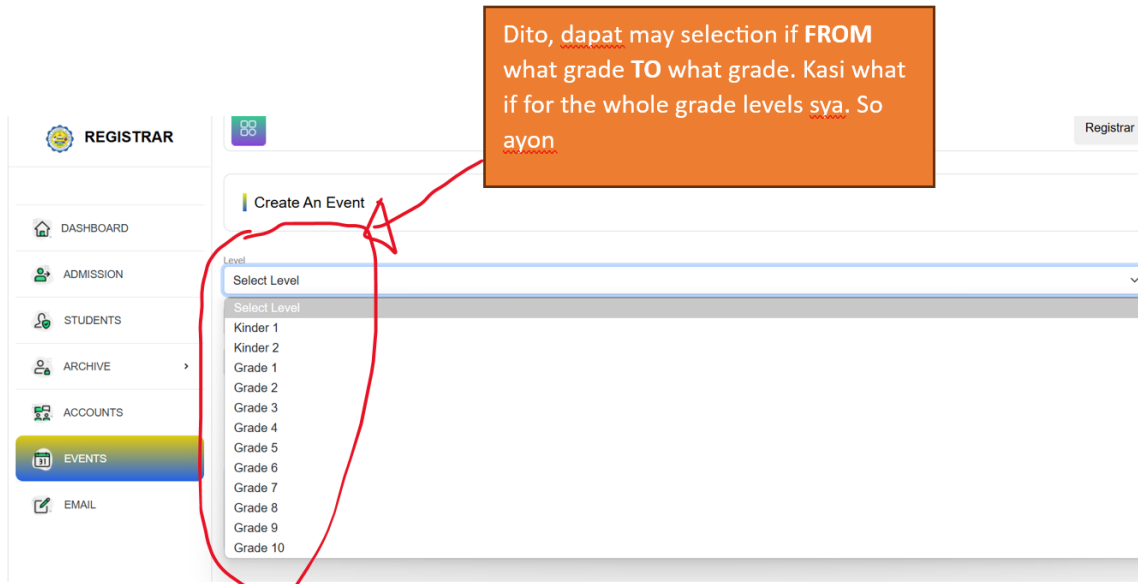 Dito, dapat may selection if FROM
what grade TO what grade. Kasi what
if for the whole grade levels sya. So
ayon
REGISTRAR
Registrar
Create An Event
DASHBOARD
ADMISSION
STUDENTS
ARCHIVE
ACCOUNTS
31
EVENTS
EMAIL
Level
Select Level
Select Level
Kinder 1
Kinder 2
Grade 1
Grade 2
Grade 3
Grade 4
Grade 5
Grade 6
Grade 7
Grade 8
Grade 9
Grade 10